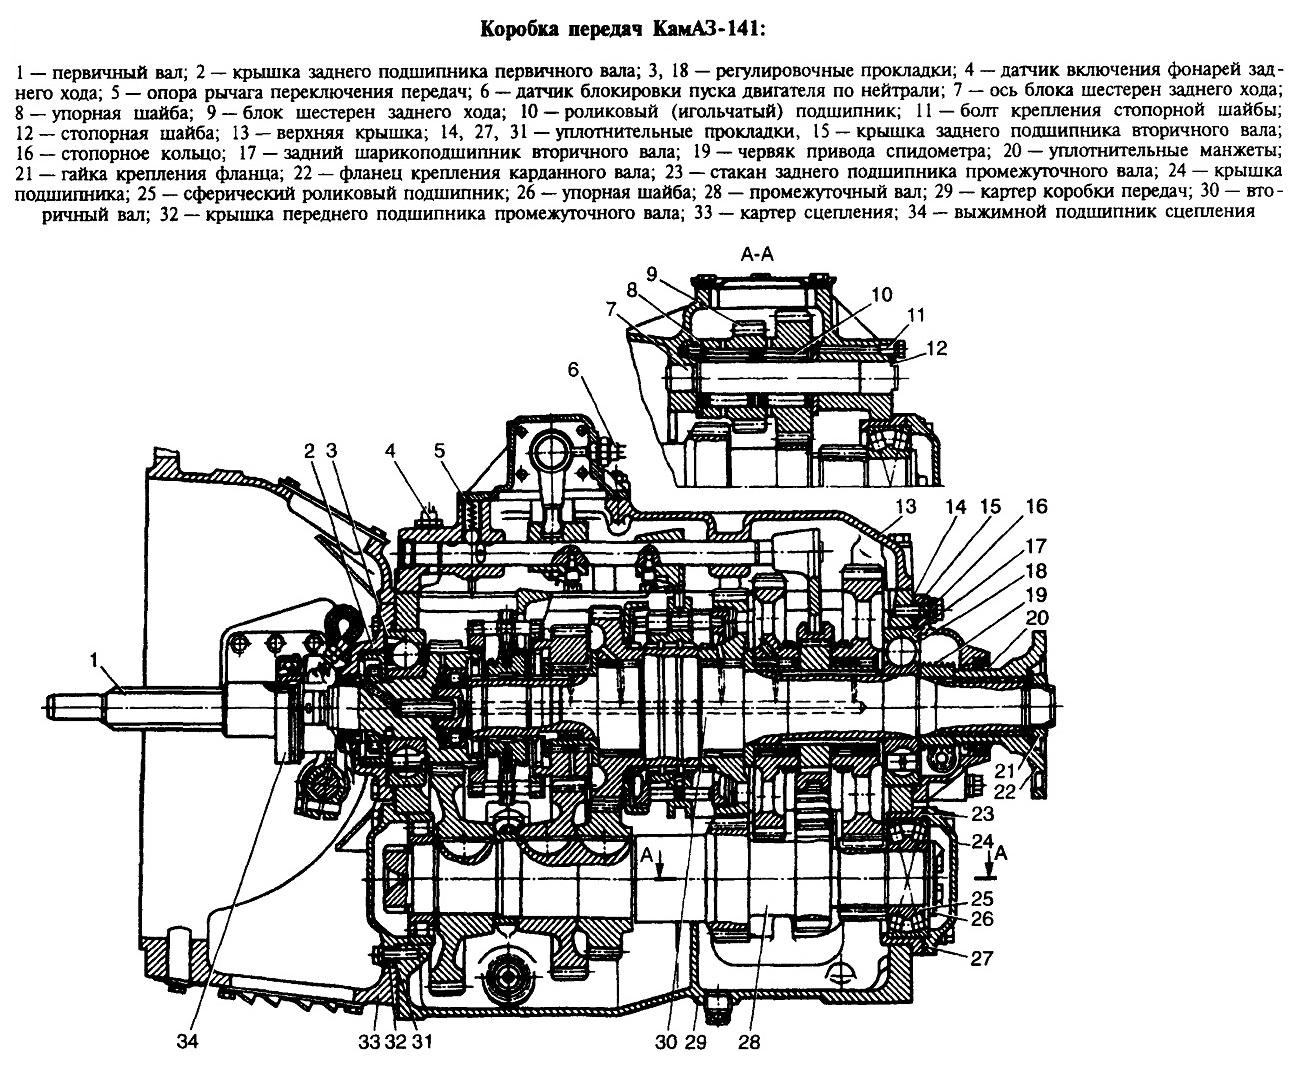 Коробка передач КамАЗ-141:
1 — первичный вал; 2 — крышка заднего подшипника первичного вала; 3, 18 — регулировочные прокладки; 4 — датчик включения фонарей зад-
него хода; 5 — опора рычага переключения передач; 6 — датчик блокировки пуска двигателя по нейтрали; 7 — ось блока шестерен заднего хода;
8 — упорная шайба; 9 — блок шестерен заднего хода; 10 — роликовый (игольчатый) подшипник; 11 — болт крепления стопорной шайбы;
12 — стопорная шайба; 13 — верхняя крышка; 14, 27, 31 — уплотнительные прокладки, 15 — крышка заднего подшипника вторичного вала;
16 — стопорное кольцо; 17 — задний шарикоподшипник вторичного вала; 19 — червяк привода спидометра; 20 — уплотнительные манжеты;
21 — гайка крепления фланца; 22 — фланец крепления карданного вала; 23 — стакан заднего подшипника промежуточного вала; 24 — крышка
подшипника; 25 — сферический роликовый подшипник; 26 — упорная шайба; 28 — промежуточный вал; 29 — картер коробки передач; 30 — вто-
ричный вал; 32 — крышка переднего подшипника промежуточного вала; 33 — картер сцепления; 34 — выжимной подшипник сцепления
А-А
9
8
7
10
11
12
6
2 3
4
5
13
14
15
16
17
18
19
20
1
21
22
23
24
А
А
25
26
27
34
33 32 31
30 29
28